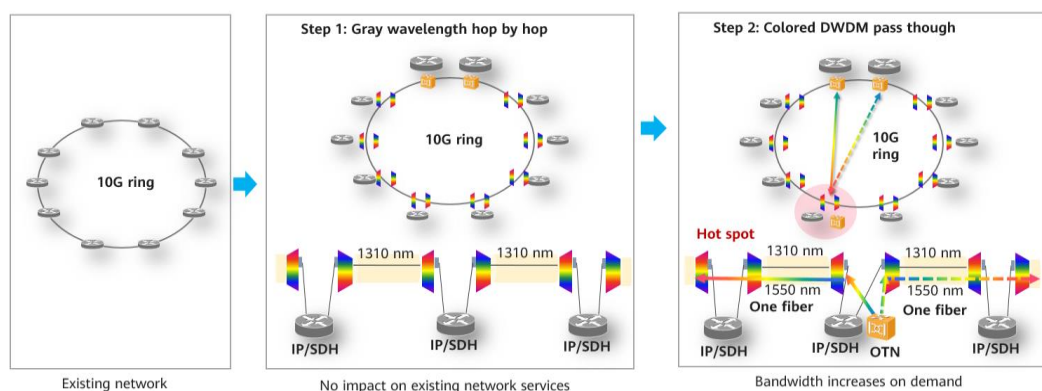 10G ring
Existing network
Step 1: Gray wavelength hop by hop
10G ring
1310 nm
1310 nm
IP/SDH
IP/SDH
IP/SDH
No impact on existing network services
Step 2: Colored DWDM pass though
10G
ring
Hot spot
1310 nm
1310 nm
1550 nm
1550 nm
One fiber
One fiber
IP/SDH
IP/SDH
OTN
IP/SDH
Bandwidth increases on demand